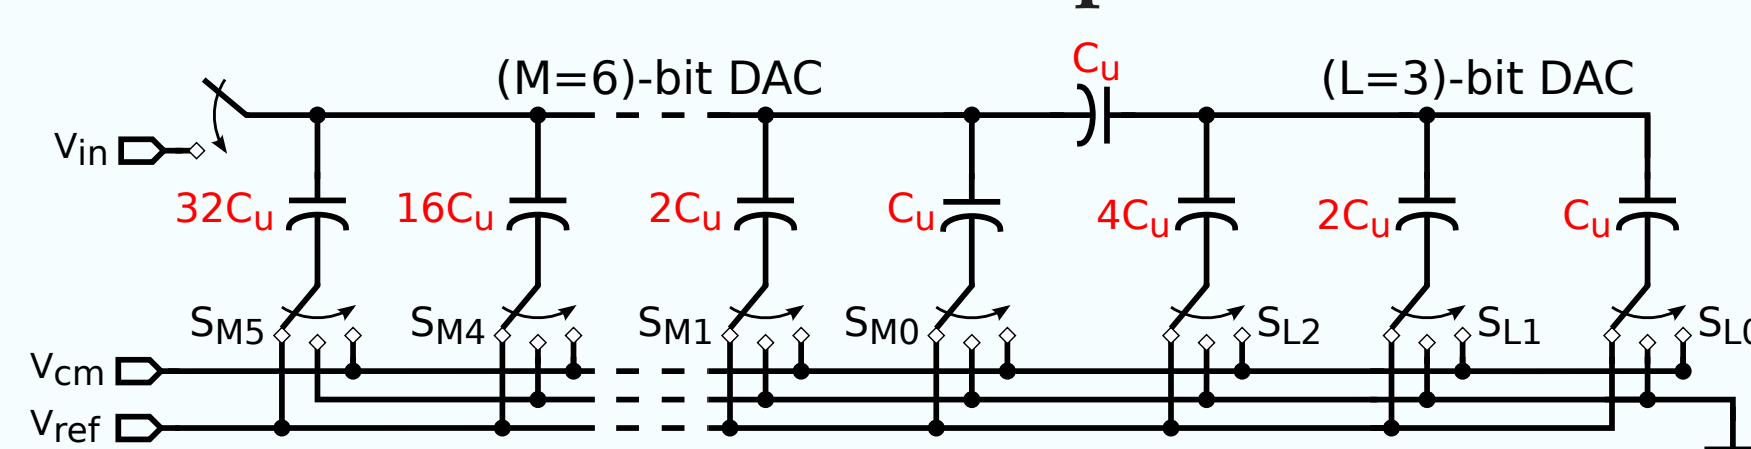 Cu
(M=6)-bit DAC
(L=3)-bit DAC
Vin
32Cu
16Cu
2Cu
Cu
4Cu
2Cu
Cu
SM5
SM4
SM1
SM0
SL2
SL1
SL0
Vcm
Vref